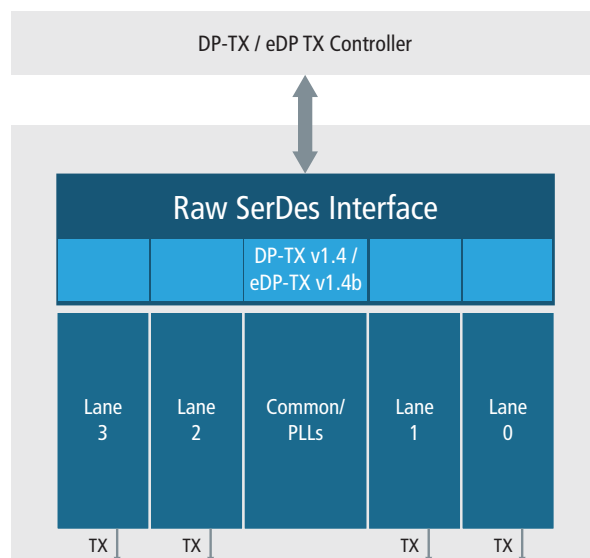 DP-TX / eDP TX Controller
Raw SerDes Interface
DP-TX v1.4 /
eDP-TX v1.4b
Lane
3
Lane
2
Common/
PLLs
Lane
1
Lane
0
TX
TX
TX
TX